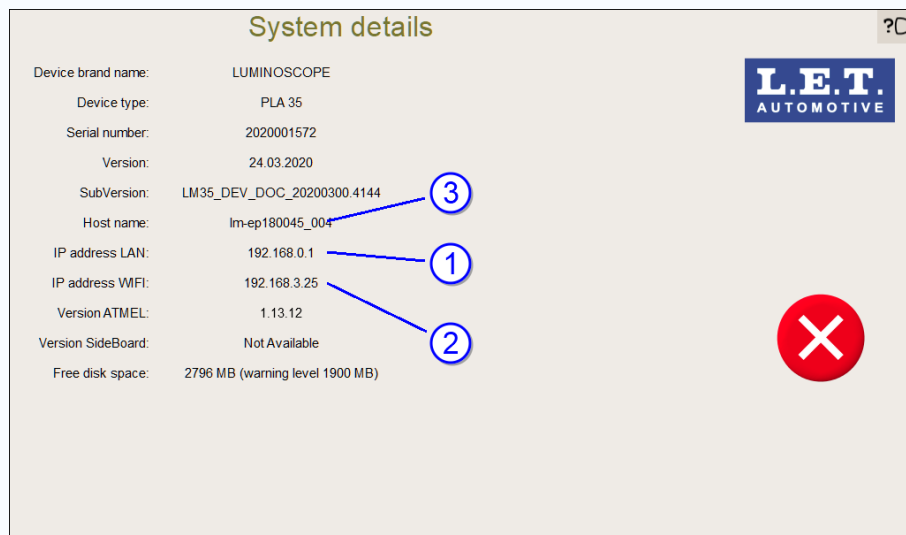 System details
?
Device brand name: LUMINOSCOPE
L.E.T.
AUTOMOTIVE
Device type: PLA 35
Serial number: 2020001572
Version: 24.03.2020
SubVersion: LM35_DEV_DOC_20200300.4144
3
Host name: lm-ep180045_004
IP address LAN: 192.168.0.1
1
IP address WIFI: 192.168.3.25
Version ATMEL: 1.13.12
2
Version SideBoard: Not Available
Free disk space: 2796 MB (warning level 1900 MB)